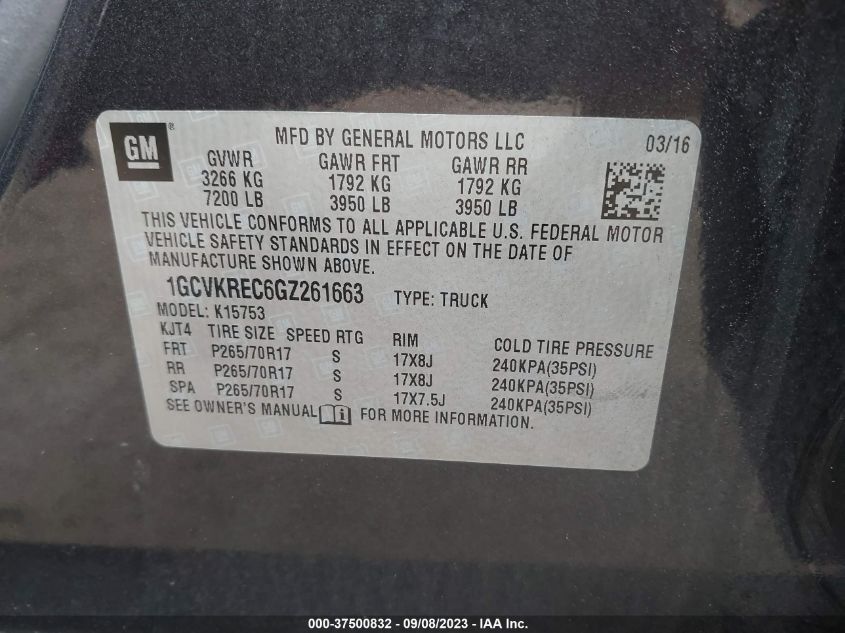 GM ®
MFD BY GENERAL MOTORS LLC 03/16
GVWR GAWR FRT GAWR RR
3266 KG 1792 KG 1792 KG
7200 LB 3950 LB 3950 LB
THIS VEHICLE CONFORMS TO ALL APPLICABLE U.S. FEDERAL MOTOR
VEHICLE SAFETY STANDARDS IN EFFECT ON THE DATE OF
MANUFACTURE SHOWN ABOVE.
1GCVKREC6GZ261663 TYPE: TRUCK
MODEL: K15753
KJT4 TIRE SIZE SPEED RTG RIM COLD TIRE PRESSURE
FRT P265/70R17 S 17X8J 240KPA(35PSI)
RR P265/70R17 S 17X8J 240KPA(35PSI)
SPA P265/70R17 S 17X7.5J 240KPA(35PSI)
SEE OWNER'S MANUAL i FOR MORE INFORMATION.
000-37500832 - 09/08/2023 - IAA Inc.